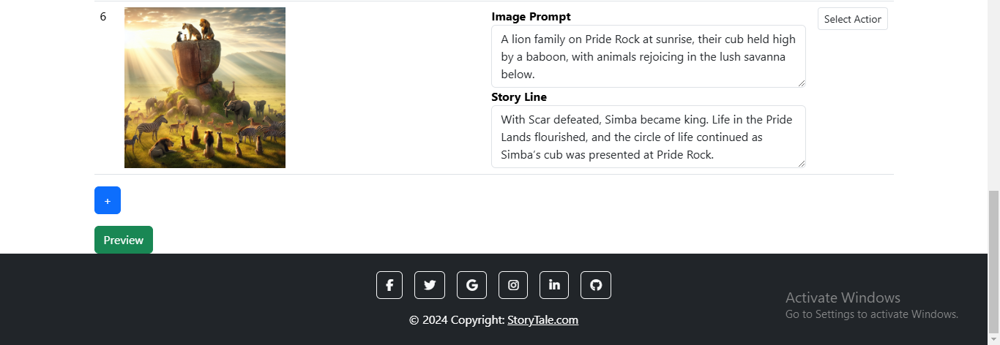 6
Image Prompt
Select Action
A lion family on Pride Rock at sunrise, their cub held high
by a baboon, with animals rejoicing in the lush savanna
below.
Story Line
With Scar defeated, Simba became king. Life in the Pride
Lands flourished, and the circle of life continued as
Simba's cub was presented at Pride Rock.
+
Preview
Activate Windows
Go to Settings to activate Windows.
© 2024 Copyright: StoryTale.com